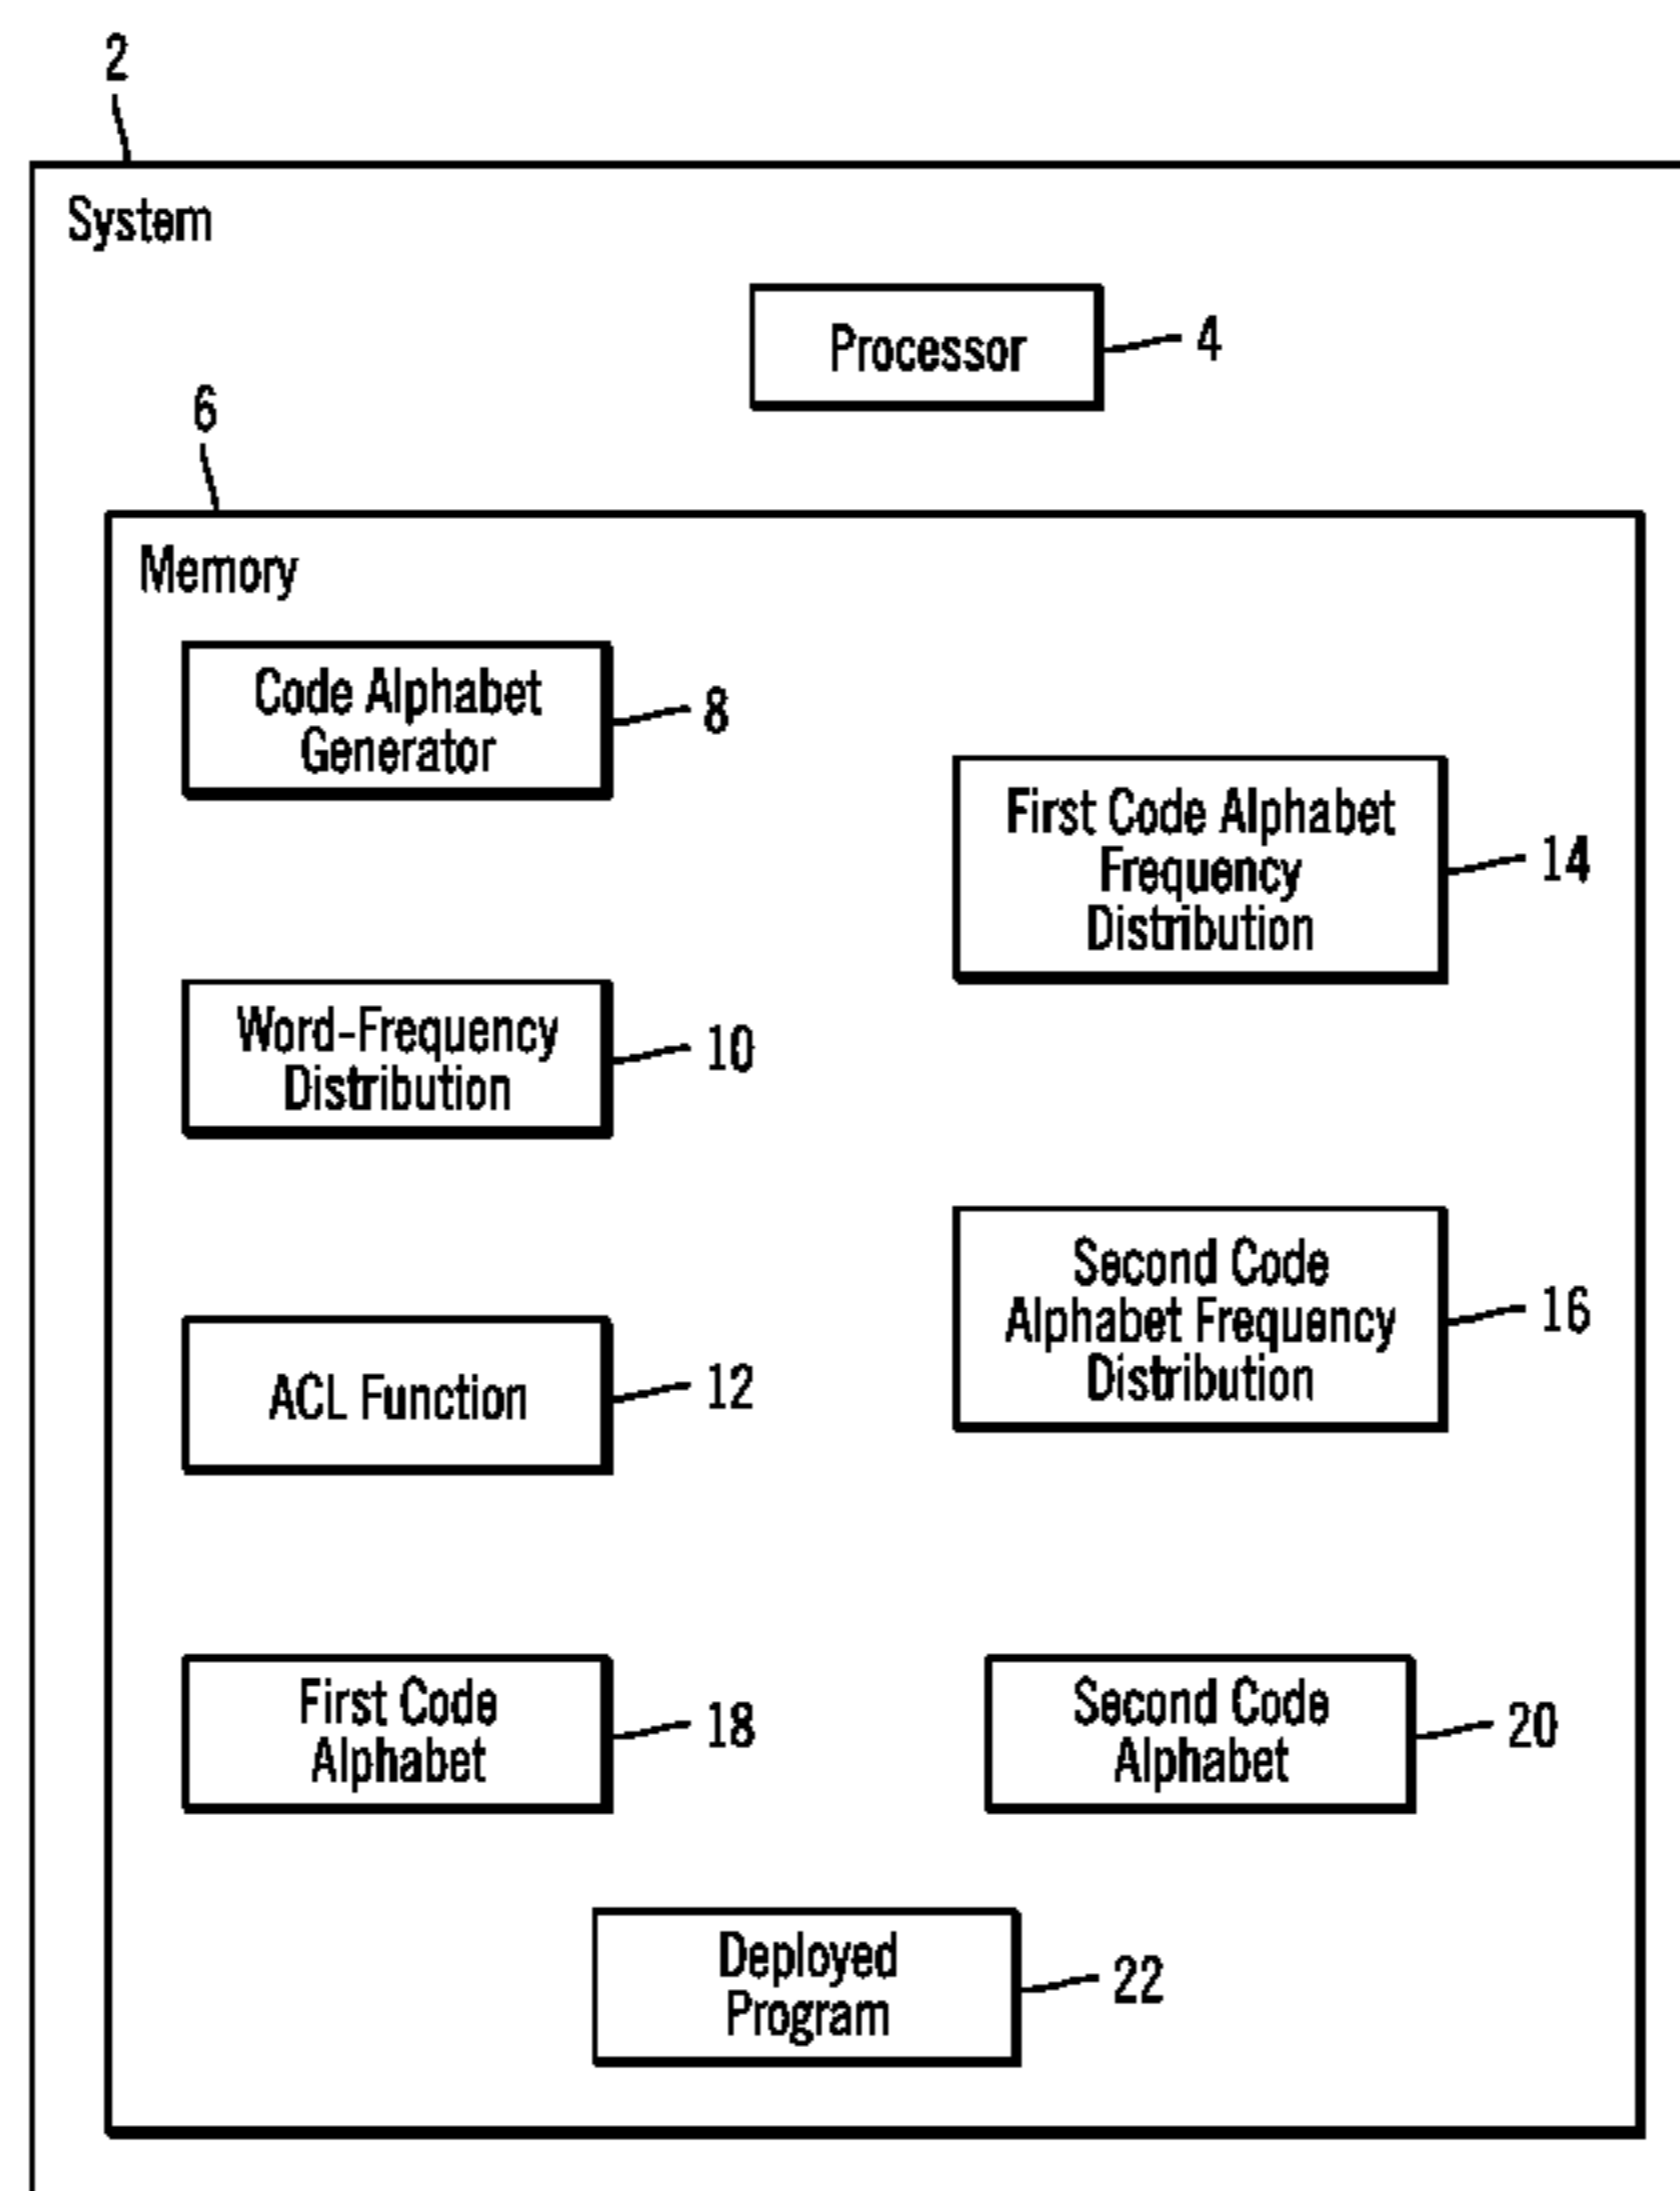 2
System
Processor
4
6
Memory
Code Alphabet
Generator
8
First Code Alphabet
Frequency
Distribution
14
Word-Frequency
Distribution
10
Second Code
Alphabet Frequency
Distribution
16
ACL Function
12
First Code
Alphabet
18
Second Code
Alphabet
20
Deployed
Program
22